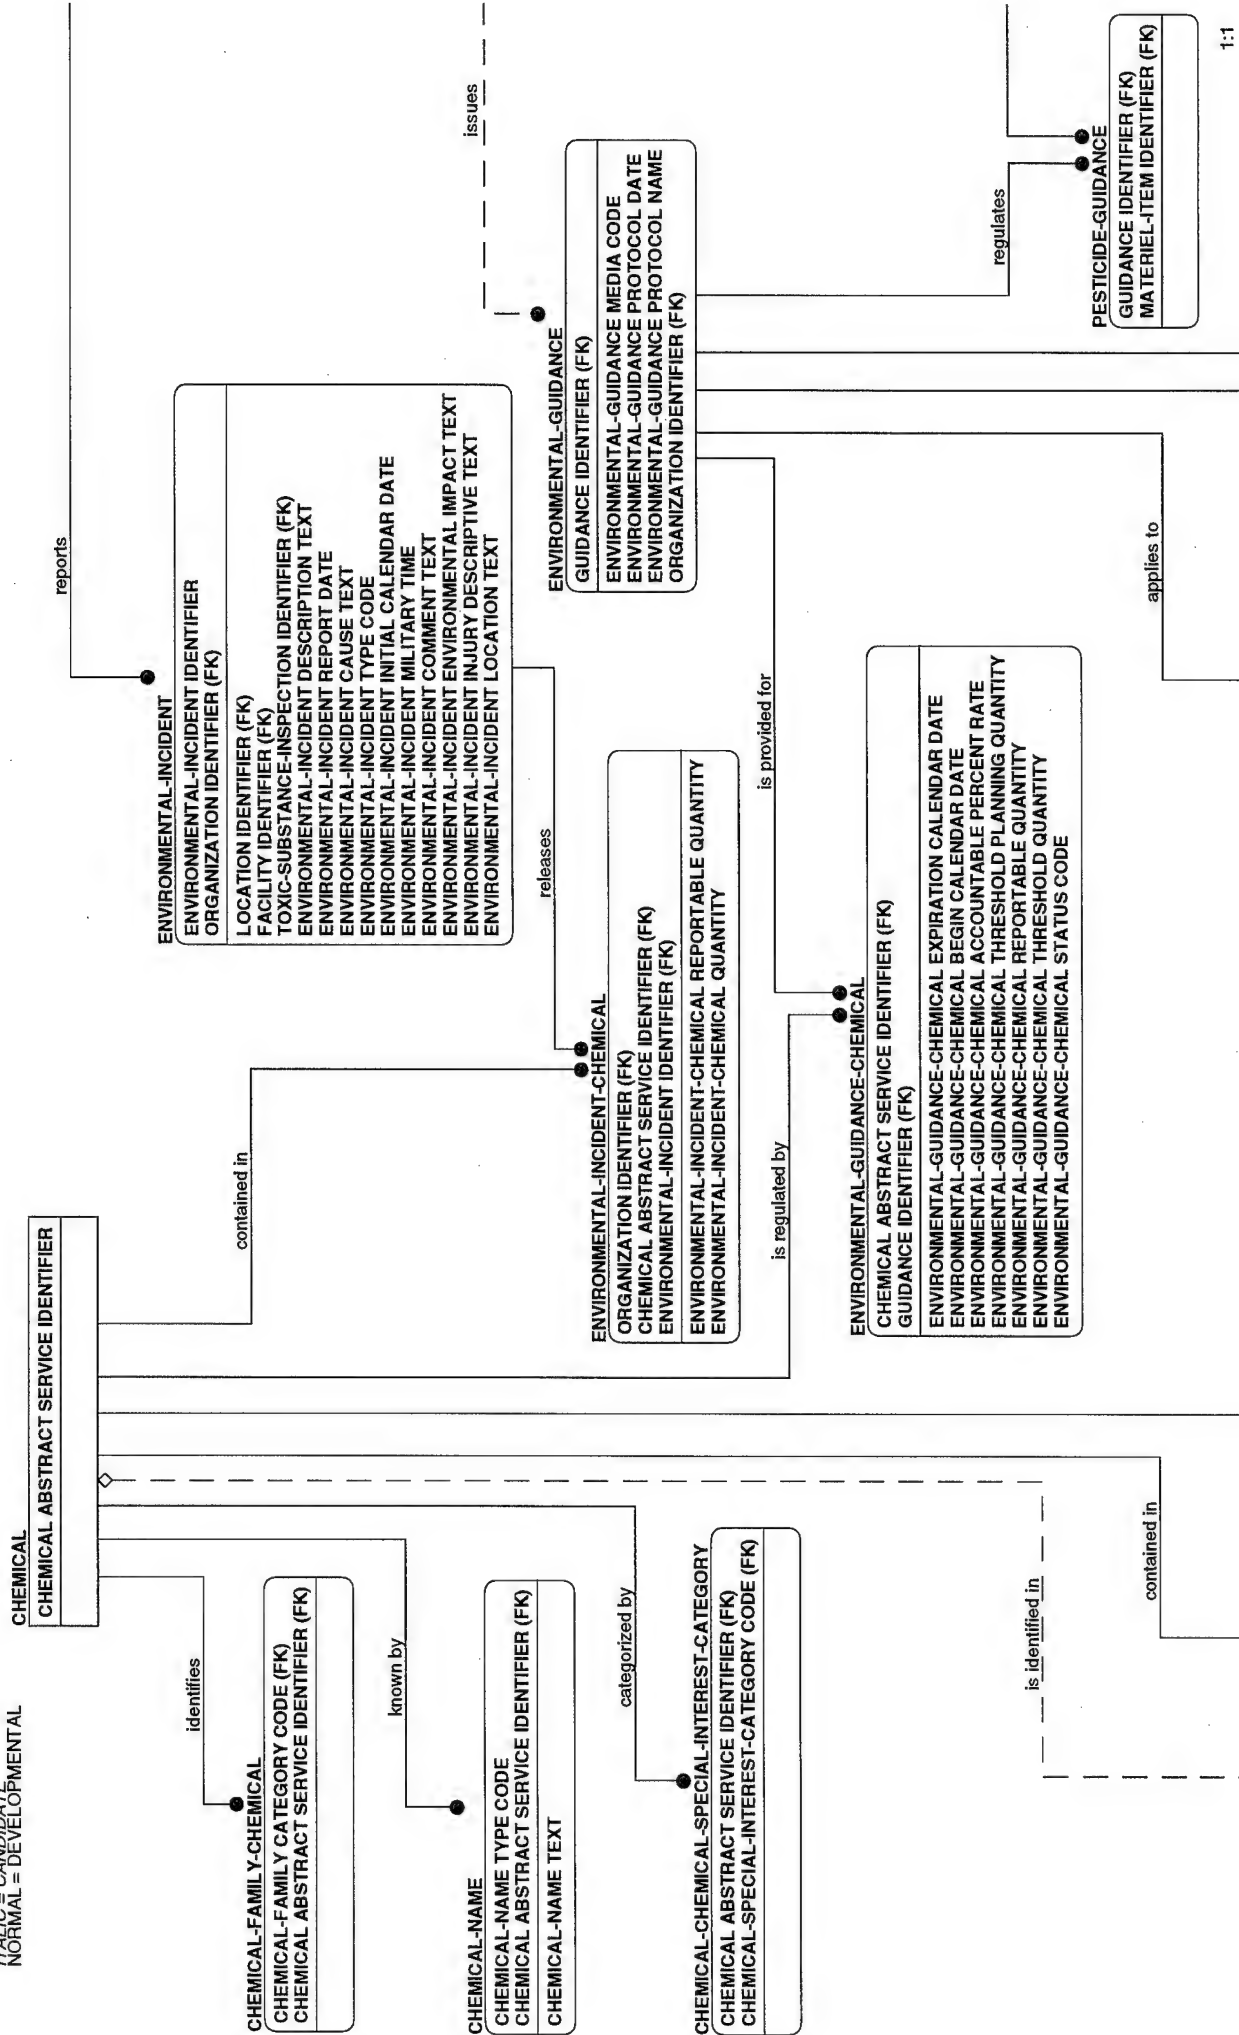 ITALIC = CANDIDATE
NORMAL = DEVELOPMENTAL
CHEMICAL
CHEMICAL ABSTRACT SERVICE IDENTIFIER
identifies
CHEMICAL-FAMILY-CHEMICAL
CHEMICAL-FAMILY CATEGORY CODE (FK)
CHEMICAL ABSTRACT SERVICE IDENTIFIER (FK)
known by
CHEMICAL-NAME
CHEMICAL-NAME TYPE CODE
CHEMICAL ABSTRACT SERVICE IDENTIFIER (FK)
CHEMICAL-NAME TEXT
categorized by
CHEMICAL-CHEMICAL-SPECIAL-INTEREST-CATEGORY
CHEMICAL ABSTRACT SERVICE IDENTIFIER (FK)
CHEMICAL-SPECIAL-INTEREST-CATEGORY CODE (FK)
is identified in
contained in
contained in
reports
ENVIRONMENTAL-INCIDENT
ENVIRONMENTAL-INCIDENT IDENTIFIER
ORGANIZATION IDENTIFIER (FK)
LOCATION IDENTIFIER (FK)
FACILITY IDENTIFIER (FK)
TOXIC-SUBSTANCE-INSPECTION IDENTIFIER (FK)
ENVIRONMENTAL-INCIDENT DESCRIPTION TEXT
ENVIRONMENTAL-INCIDENT REPORT DATE
ENVIRONMENTAL-INCIDENT CAUSE TEXT
ENVIRONMENTAL-INCIDENT TYPE CODE
ENVIRONMENTAL-INCIDENT INITIAL CALENDAR DATE
ENVIRONMENTAL-INCIDENT MILITARY TIME
ENVIRONMENTAL-INCIDENT COMMENT TEXT
ENVIRONMENTAL-INCIDENT ENVIRONMENTAL IMPACT TEXT
ENVIRONMENTAL-INCIDENT INJURY DESCRIPTIVE TEXT
ENVIRONMENTAL-INCIDENT LOCATION TEXT
releases
ENVIRONMENTAL-INCIDENT-CHEMICAL
ORGANIZATION IDENTIFIER (FK)
CHEMICAL ABSTRACT SERVICE IDENTIFIER (FK)
ENVIRONMENTAL-INCIDENT IDENTIFIER (FK)
ENVIRONMENTAL-INCIDENT-CHEMICAL REPORTABLE QUANTITY
ENVIRONMENTAL-INCIDENT-CHEMICAL QUANTITY
is regulated by
is provided for
ENVIRONMENTAL-GUIDANCE-CHEMICAL
CHEMICAL ABSTRACT SERVICE IDENTIFIER (FK)
GUIDANCE IDENTIFIER (FK)
ENVIRONMENTAL-GUIDANCE-CHEMICAL EXPIRATION CALENDAR DATE
ENVIRONMENTAL-GUIDANCE-CHEMICAL BEGIN CALENDAR DATE
ENVIRONMENTAL-GUIDANCE-CHEMICAL ACCOUNTABLE PERCENT RATE
ENVIRONMENTAL-GUIDANCE-CHEMICAL THRESHOLD PLANNING QUANTITY
ENVIRONMENTAL-GUIDANCE-CHEMICAL REPORTABLE QUANTITY
ENVIRONMENTAL-GUIDANCE-CHEMICAL THRESHOLD QUANTITY
ENVIRONMENTAL-GUIDANCE-CHEMICAL STATUS CODE
issues
ENVIRONMENTAL-GUIDANCE
GUIDANCE IDENTIFIER (FK)
ENVIRONMENTAL-GUIDANCE MEDIA CODE
ENVIRONMENTAL-GUIDANCE PROTOCOL DATE
ENVIRONMENTAL-GUIDANCE PROTOCOL NAME
ORGANIZATION IDENTIFIER (FK)
applies to
regulates
PESTICIDE-GUIDANCE
GUIDANCE IDENTIFIER (FK)
MATERIEL-ITEM IDENTIFIER (FK)
1:1